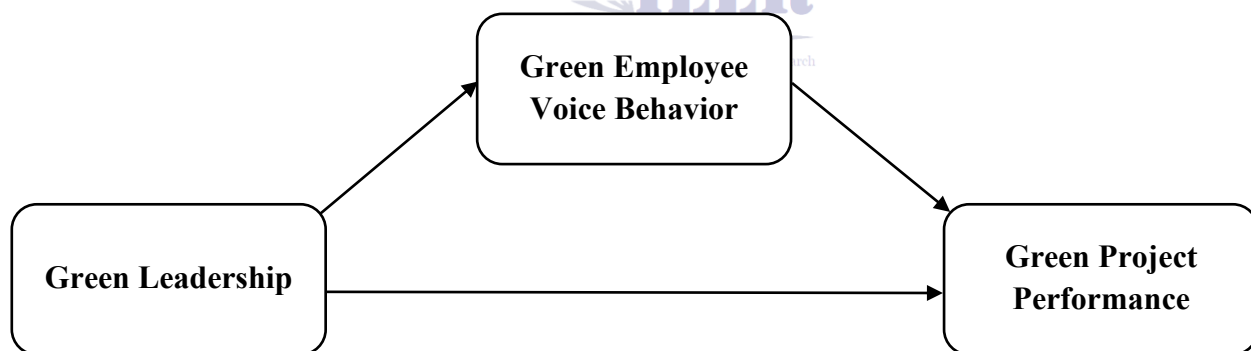 Green Employee
Voice Behavior
Green Leadership
Green Project
Performance